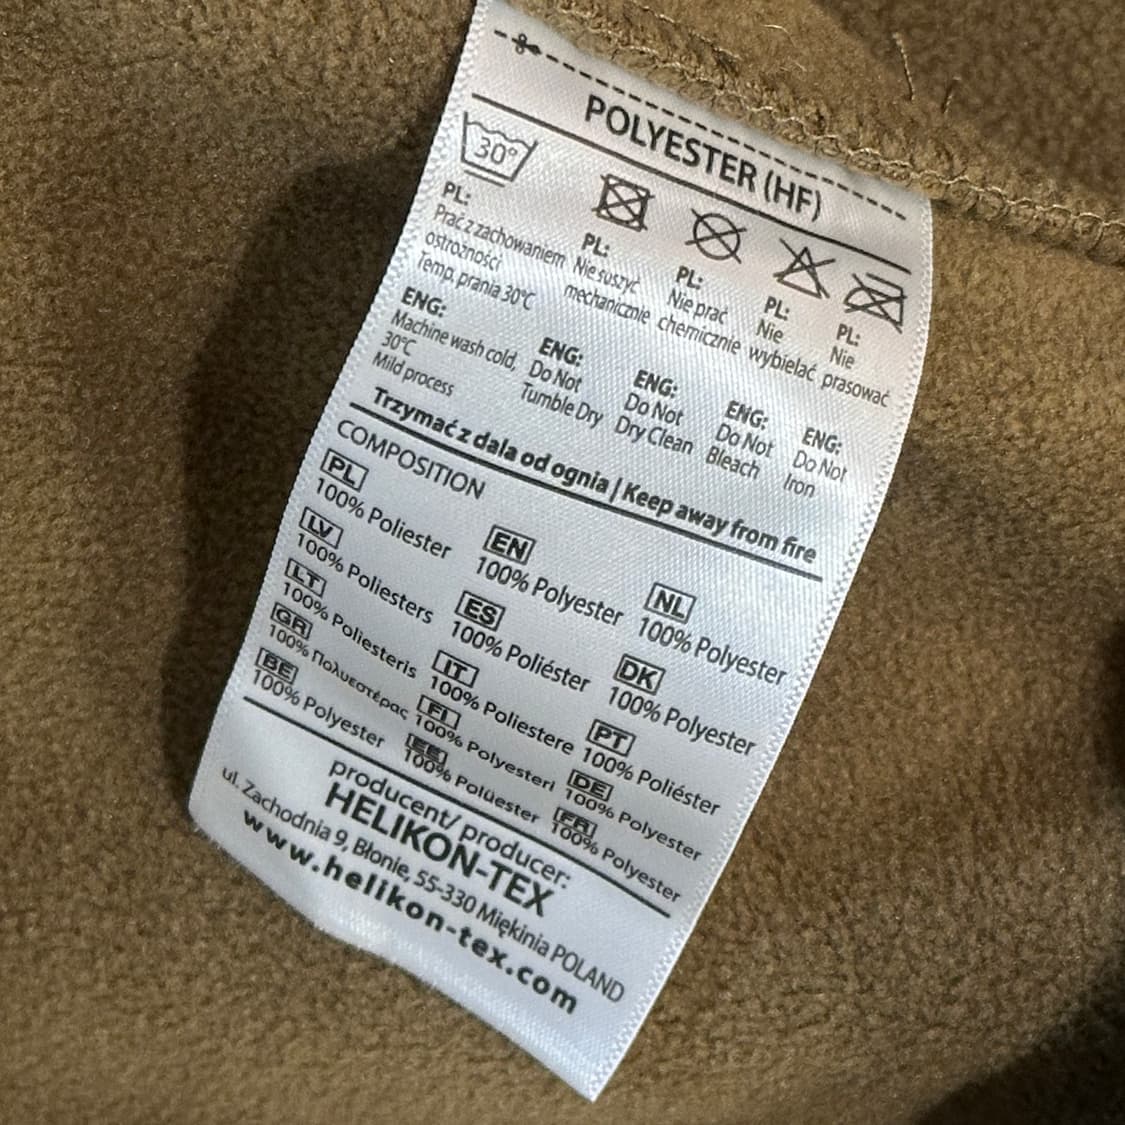 POLYESTER (HF)
30°
PL:
Prać z zachowaniem
ostrożności
Temp. prania 30°C
PL:
Nie suszyć
mechanicznie
PL:
Nie prać
chemicznie
PL:
Nie
wybielać
PL:
Nie
prasować
ENG:
Machine wash cold,
30°C
Mild process
ENG:
Do Not
Tumble Dry
ENG:
Do Not
Dry Clean
ENG:
Do Not
Bleach
ENG:
Do Not
Iron
Trzymać z dala od ognia | Keep away from fire
COMPOSITION
PL
100% Poliester
LV
100% Poliesters
LT
100% Poliesteris
GR
100% Πολυεστέρας
BE
100% Polyester
EN
100% Polyester
ES
100% Poliéster
IT
100% Poliestere
FI
100% Polyesteri
EE
100% Polüester
NL
100% Polyester
DK
100% Polyester
PT
100% Poliéster
DE
100% Polyester
FR
100% Polyester
producent/ producer:
HELIKON-TEX
ul. Zachodnia 9, Błonie, 55-330 Miękinia POLAND
www.helikon-tex.com